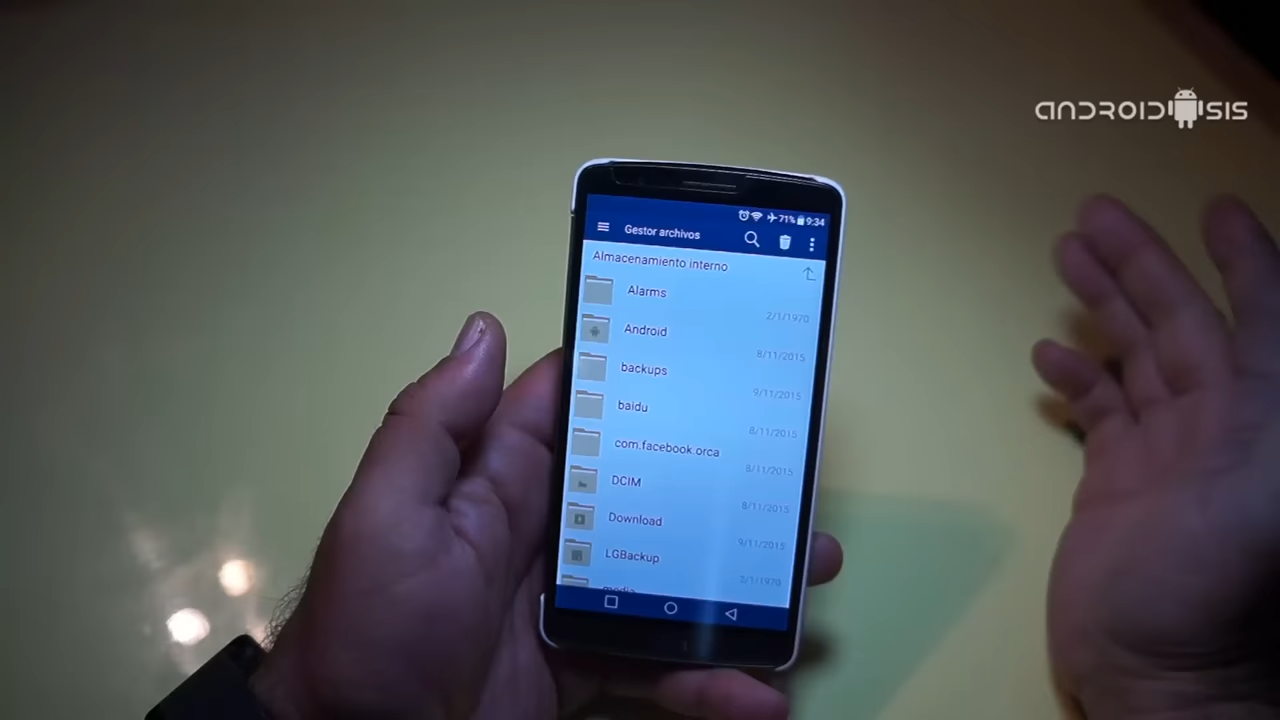 ANDROIDSIS
71% 9:34
Gestor archivos
Almacenamiento interno
Alarms
2/1/1970
Android
8/11/2015
backups
9/11/2015
baidu
8/11/2015
com.facebook.orca
8/11/2015
DCIM
8/11/2015
Download
9/11/2015
LGBackup
2/1/1970
media